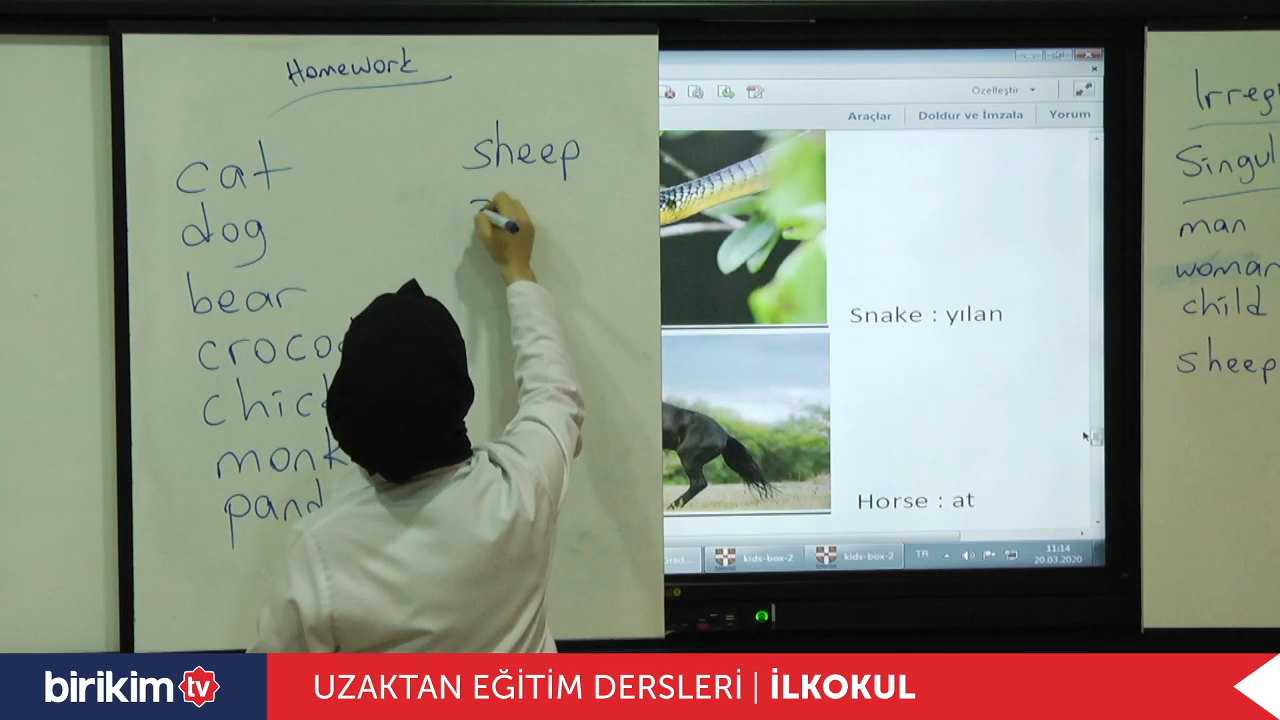 Homework
cat
dog
bear
sheep
Özelleştir
Araçlar
Doldur ve İmzala
Yorum
Snake : yılan
Horse : at
kids-box-2
kids-box-2
TR
11:14
20.03.2020
man
child
sheep
birikim tv
UZAKTAN EĞİTİM DERSLERİ | İLKOKUL